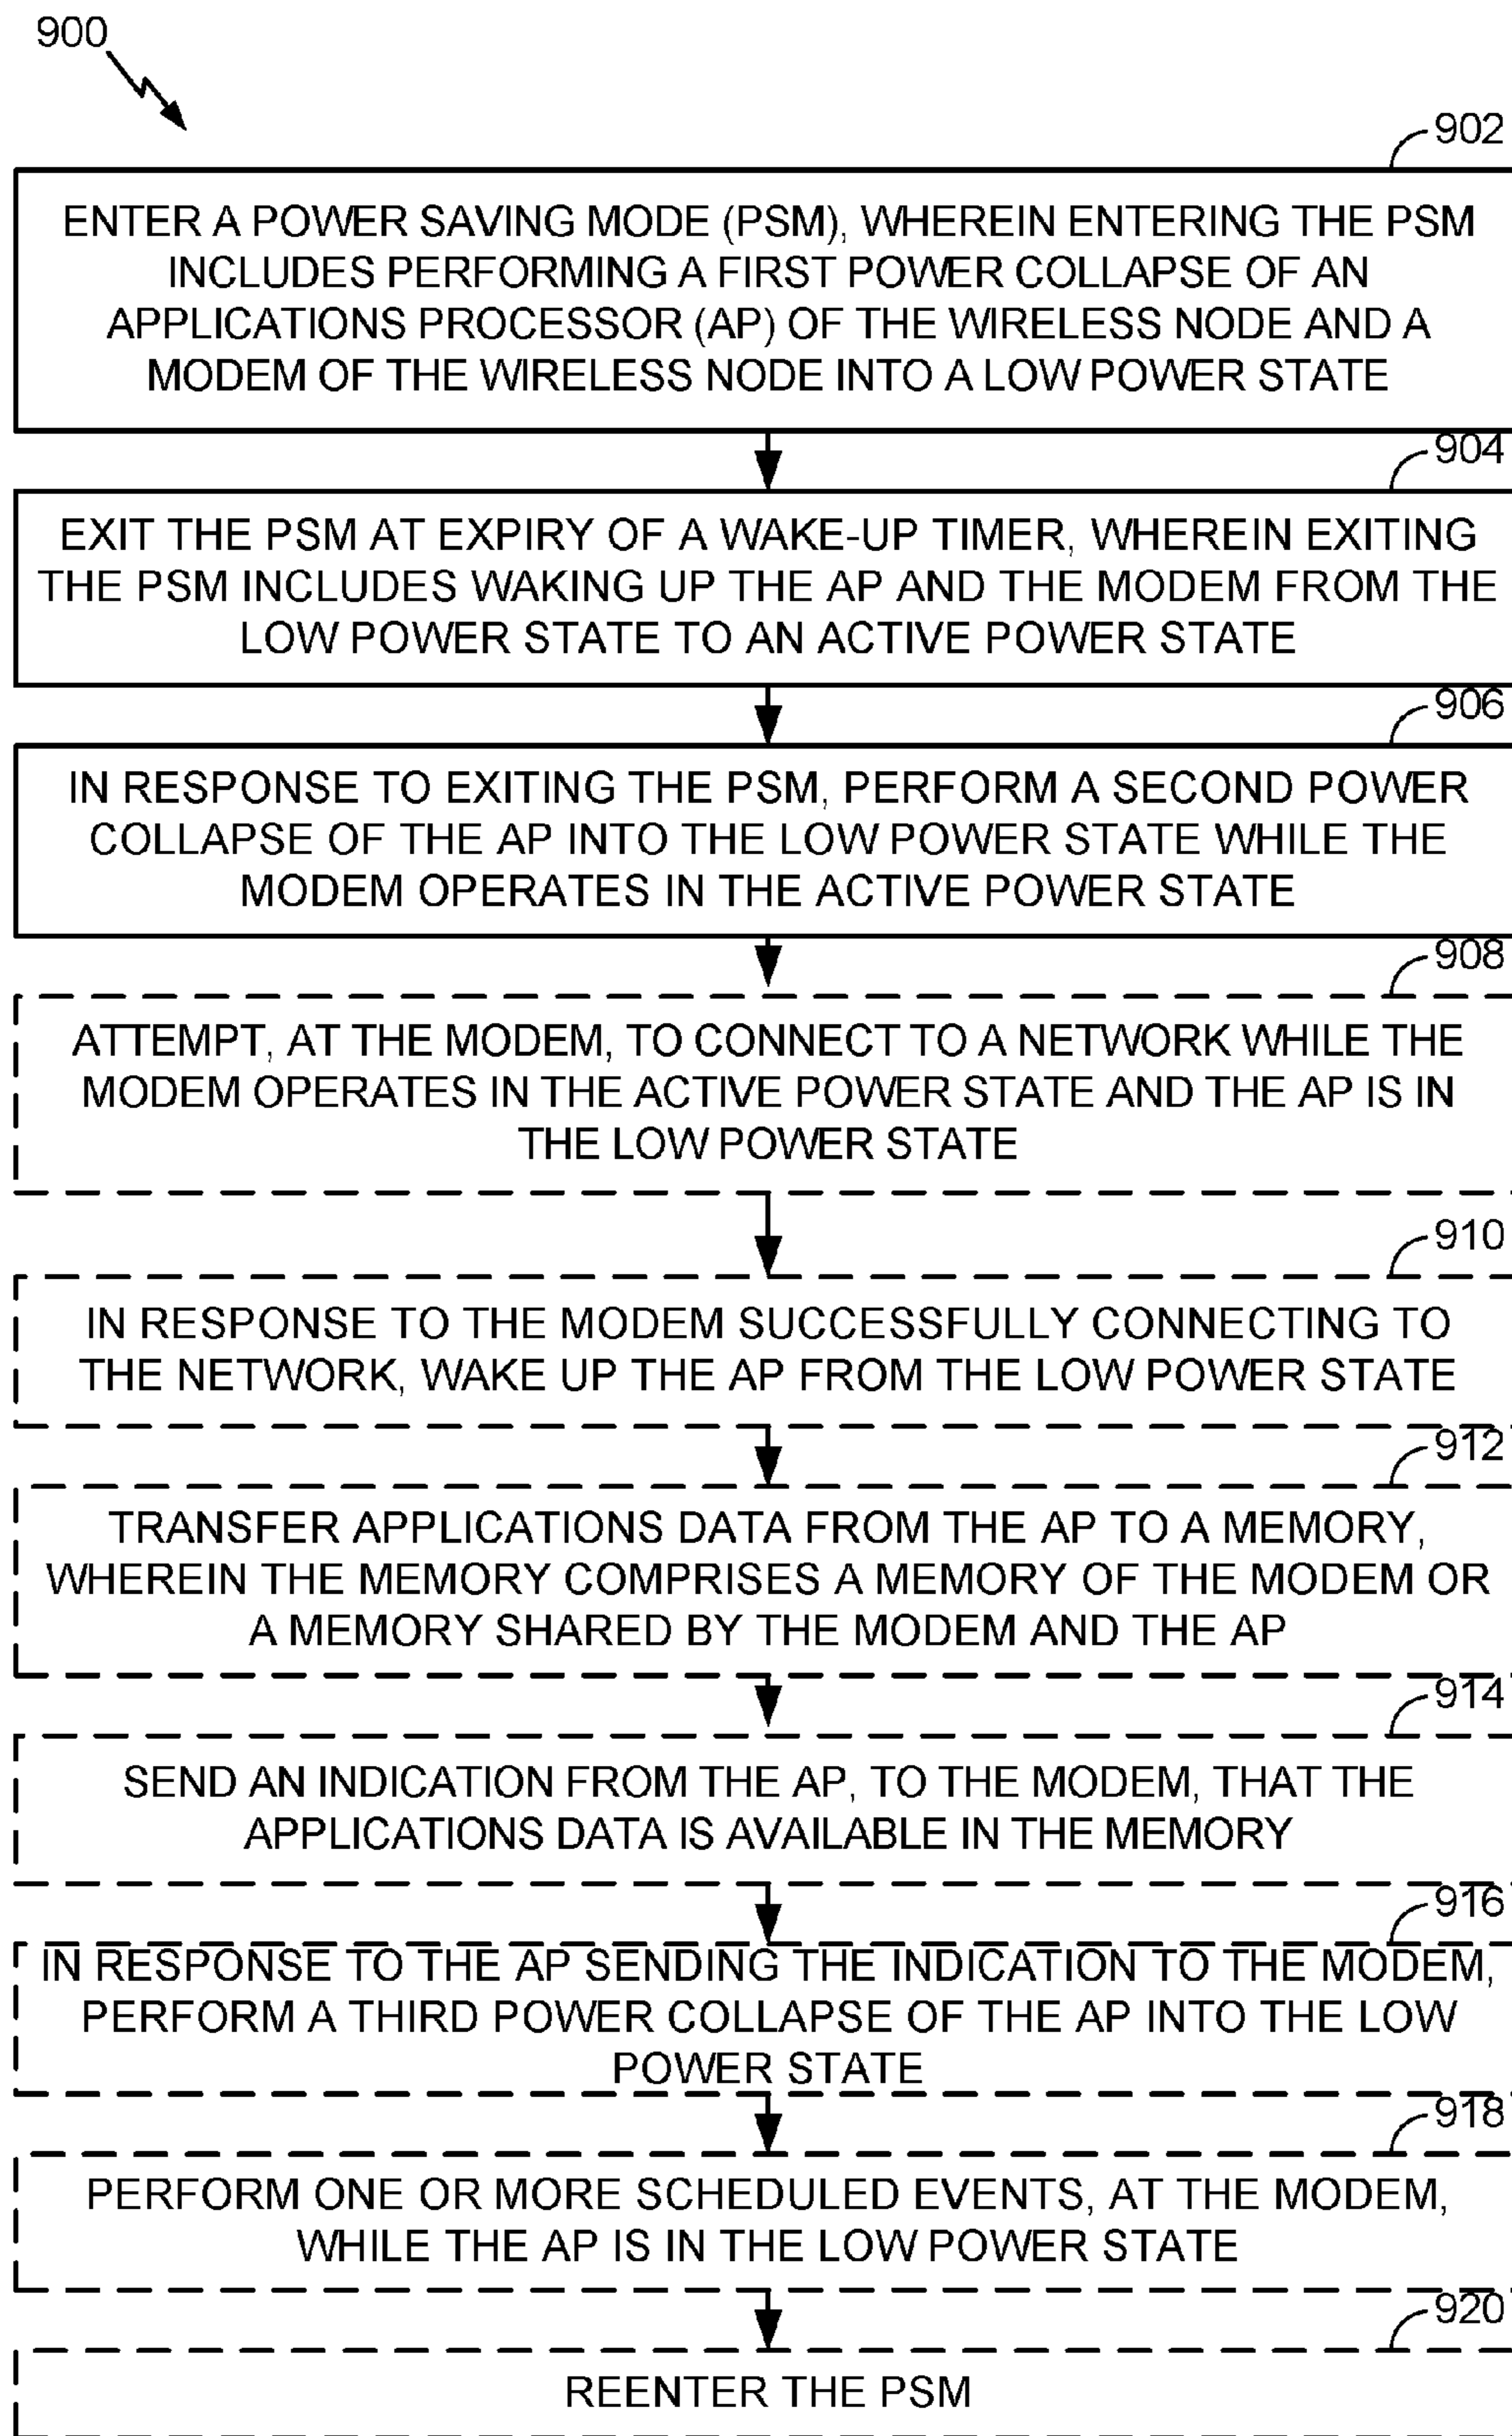 900
902
ENTER A POWER SAVING MODE (PSM), WHEREIN ENTERING THE PSM
INCLUDES PERFORMING A FIRST POWER COLLAPSE OF AN
APPLICATIONS PROCESSOR (AP) OF THE WIRELESS NODE AND A
MODEM OF THE WIRELESS NODE INTO A LOW POWER STATE
904
EXIT THE PSM AT EXPIRY OF A WAKE-UP TIMER, WHEREIN EXITING
THE PSM INCLUDES WAKING UP THE AP AND THE MODEM FROM THE
LOW POWER STATE TO AN ACTIVE POWER STATE
906
IN RESPONSE TO EXITING THE PSM, PERFORM A SECOND POWER
COLLAPSE OF THE AP INTO THE LOW POWER STATE WHILE THE
MODEM OPERATES IN THE ACTIVE POWER STATE
908
ATTEMPT, AT THE MODEM, TO CONNECT TO A NETWORK WHILE THE
MODEM OPERATES IN THE ACTIVE POWER STATE AND THE AP IS IN
THE LOW POWER STATE
910
IN RESPONSE TO THE MODEM SUCCESSFULLY CONNECTING TO
THE NETWORK, WAKE UP THE AP FROM THE LOW POWER STATE
912
TRANSFER APPLICATIONS DATA FROM THE AP TO A MEMORY,
WHEREIN THE MEMORY COMPRISES A MEMORY OF THE MODEM OR
A MEMORY SHARED BY THE MODEM AND THE AP
914
SEND AN INDICATION FROM THE AP, TO THE MODEM, THAT THE
APPLICATIONS DATA IS AVAILABLE IN THE MEMORY
916
IN RESPONSE TO THE AP SENDING THE INDICATION TO THE MODEM,
PERFORM A THIRD POWER COLLAPSE OF THE AP INTO THE LOW
POWER STATE
918
PERFORM ONE OR MORE SCHEDULED EVENTS, AT THE MODEM,
WHILE THE AP IS IN THE LOW POWER STATE
920
REENTER THE PSM